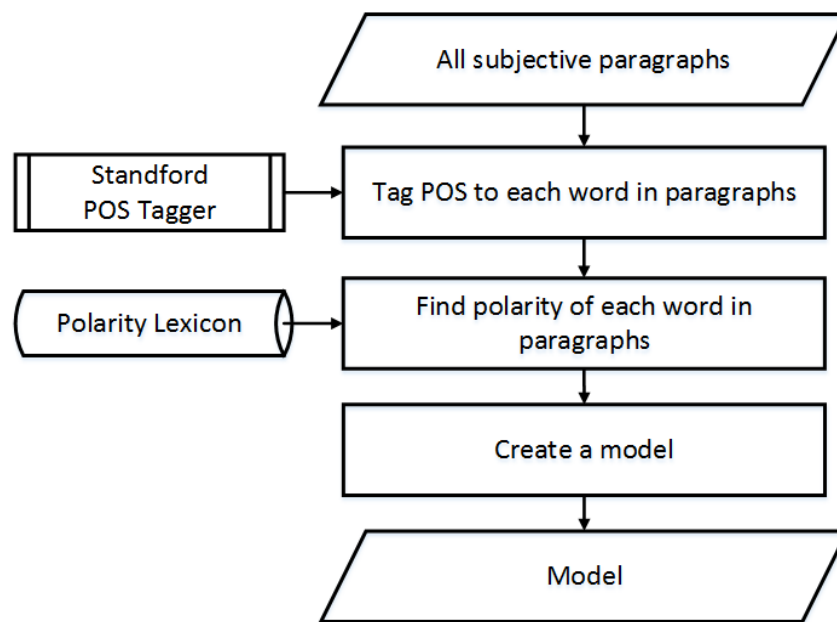 All subjective paragraphs
Standford
POS Tagger
Tag POS to each word in paragraphs
Polarity Lexicon
Find polarity of each word in
paragraphs
Create a model
Model